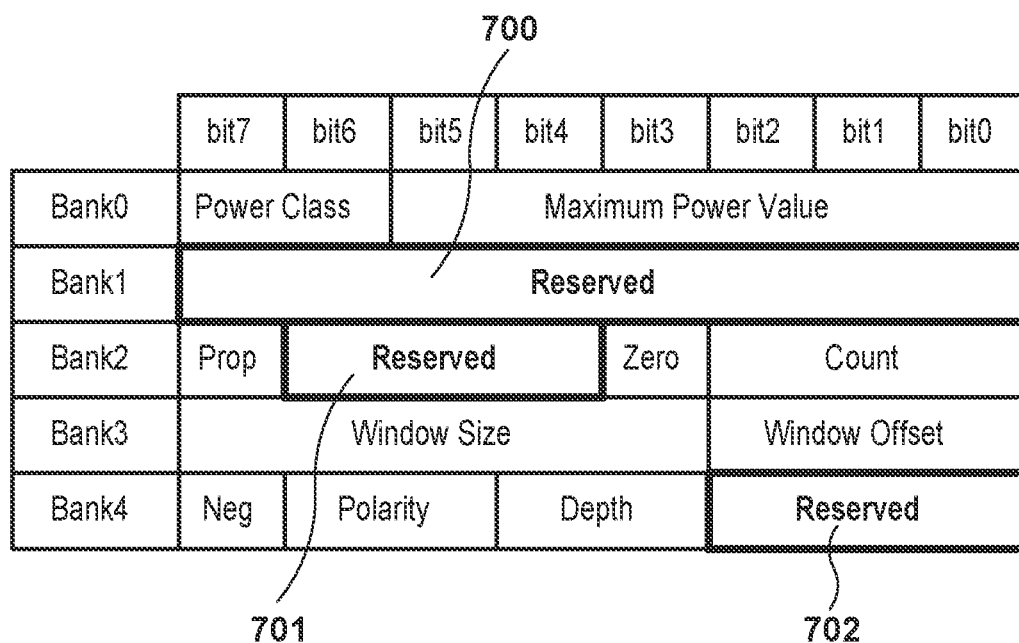 700
bit7 bit6 bit5 bit4 bit3 bit2 bit1 bit0
Bank0 Power Class Maximum Power Value
Bank1 Reserved
Bank2 Prop Reserved Zero Count
Bank3 Window Size Window Offset
Bank4 Neg Polarity Depth Reserved
701 702